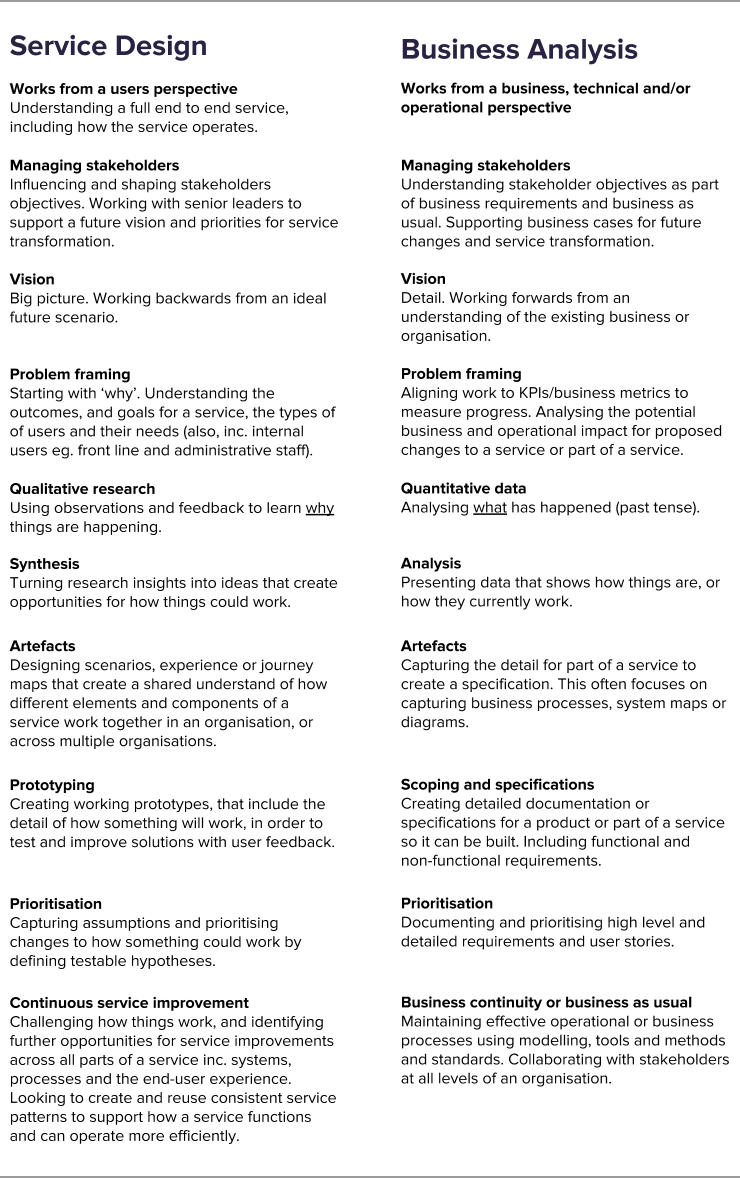 Service Design
Works from a users perspective
Understanding a full end to end service,
including how the service operates.
Managing stakeholders
Influencing and shaping stakeholders
objectives. Working with senior leaders to
support a future vision and priorities for service
transformation.
Vision
Big picture. Working backwards from an ideal
future scenario.
Problem framing
Starting with ‘why’. Understanding the
outcomes, and goals for a service, the types of
of users and their needs (also, inc. internal
users eg. front line and administrative staff).
Qualitative research
Using observations and feedback to learn why
things are happening.
Synthesis
Turning research insights into ideas that create
opportunities for how things could work.
Artefacts
Designing scenarios, experience or journey
maps that create a shared understand of how
different elements and components of a
service work together in an organisation, or
across multiple organisations.
Prototyping
Creating working prototypes, that include the
detail of how something will work, in order to
test and improve solutions with user feedback.
Prioritisation
Capturing assumptions and prioritising
changes to how something could work by
defining testable hypotheses.
Continuous service improvement
Challenging how things work, and identifying
further opportunities for service improvements
across all parts of a service inc. systems,
processes and the end-user experience.
Looking to create and reuse consistent service
patterns to support how a service functions
and can operate more efficiently.
Business Analysis
Works from a business, technical and/or
operational perspective
Managing stakeholders
Understanding stakeholder objectives as part
of business requirements and business as
usual. Supporting business cases for future
changes and service transformation.
Vision
Detail. Working forwards from an
understanding of the existing business or
organisation.
Problem framing
Aligning work to KPIs/business metrics to
measure progress. Analysing the potential
business and operational impact for proposed
changes to a service or part of a service.
Quantitative data
Analysing what has happened (past tense).
Analysis
Presenting data that shows how things are, or
how they currently work.
Artefacts
Capturing the detail for part of a service to
create a specification. This often focuses on
capturing business processes, system maps or
diagrams.
Scoping and specifications
Creating detailed documentation or
specifications for a product or part of a service
so it can be built. Including functional and
non-functional requirements.
Prioritisation
Documenting and prioritising high level and
detailed requirements and user stories.
Business continuity or business as usual
Maintaining effective operational or business
processes using modelling, tools and methods
and standards. Collaborating with stakeholders
at all levels of an organisation.